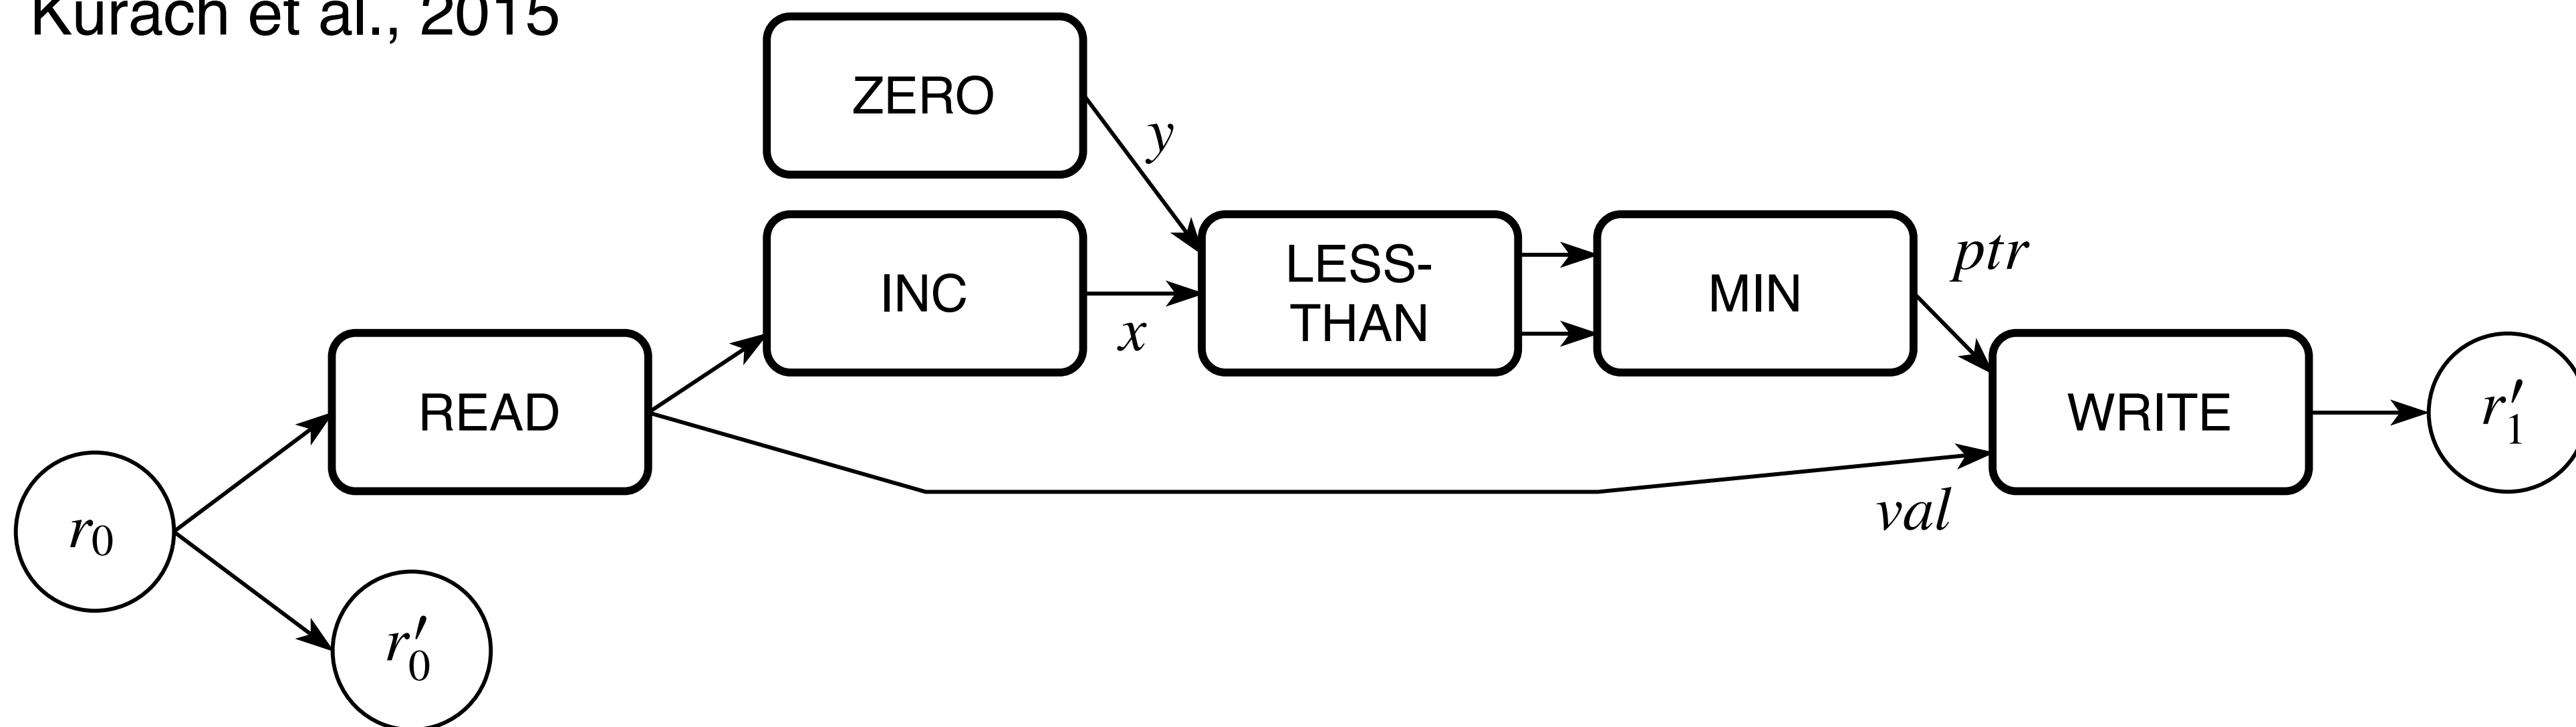 Kurach et al., 2015
ZERO
y
INC
x
LESS-
THAN
MIN
ptr
READ
WRITE
r′₁
val
r₀
r′₀